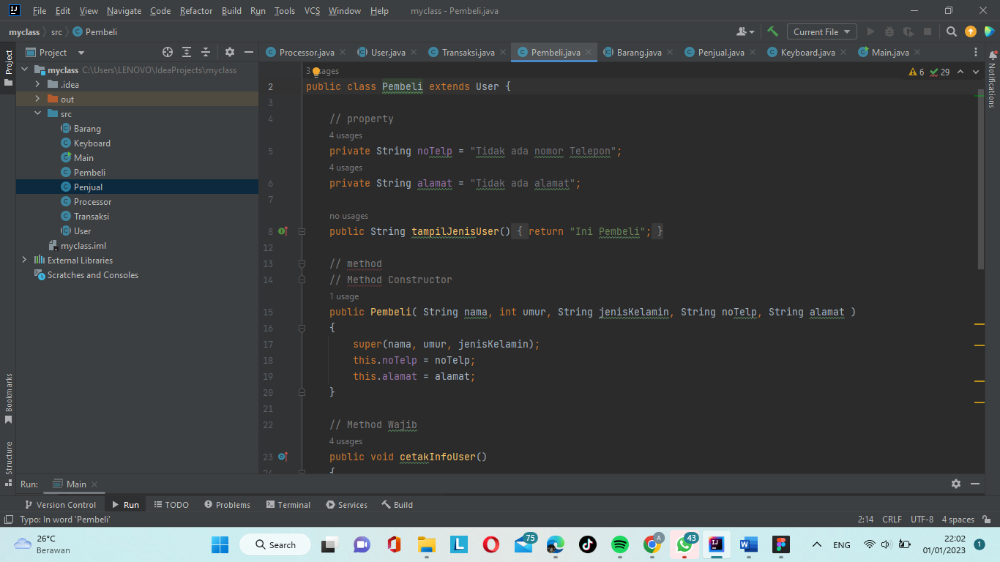 File Edit View Navigate Code Refactor Build Run Tools VCS Window Help myclass - Pembeli.java
myclass src Pembeli Current File
Project
Processor.java User.java Transaksi.java Pembeli.java Barang.java Penjual.java Keyboard.java Main.java
Project
Bookmarks
Structure
Notifications
myclass C:\Users\LENOVO\IdeaProjects\myclass
.idea
out
src
Barang
Keyboard
Main
Pembeli
Penjual
Processor
Transaksi
User
myclass.iml
External Libraries
Scratches and Consoles
6 29
2 public class Pembeli extends User {
3
4 // property
4 usages
5 private String noTelp = "Tidak ada nomor Telepon";
4 usages
6 private String alamat = "Tidak ada alamat";
7
no usages
8 public String tampilJenisUser() { return "Ini Pembeli"; }
12
13 // method
14 // Method Constructor
1 usage
15 public Pembeli( String nama, int umur, String jenisKelamin, String noTelp, String alamat )
16 {
17 super(nama, umur, jenisKelamin);
18 this.noTelp = noTelp;
19 this.alamat = alamat;
20 }
21
22 // Method Wajib
4 usages
23 public void cetakInfoUser()
24 {
Run: Main
Version Control Run TODO Problems Terminal Services Build
Typo: In word 'Pembeli' 2:14 CRLF UTF-8 4 spaces
26°C
Berawan
Search
75
43
ENG
22:02
01/01/2023
1